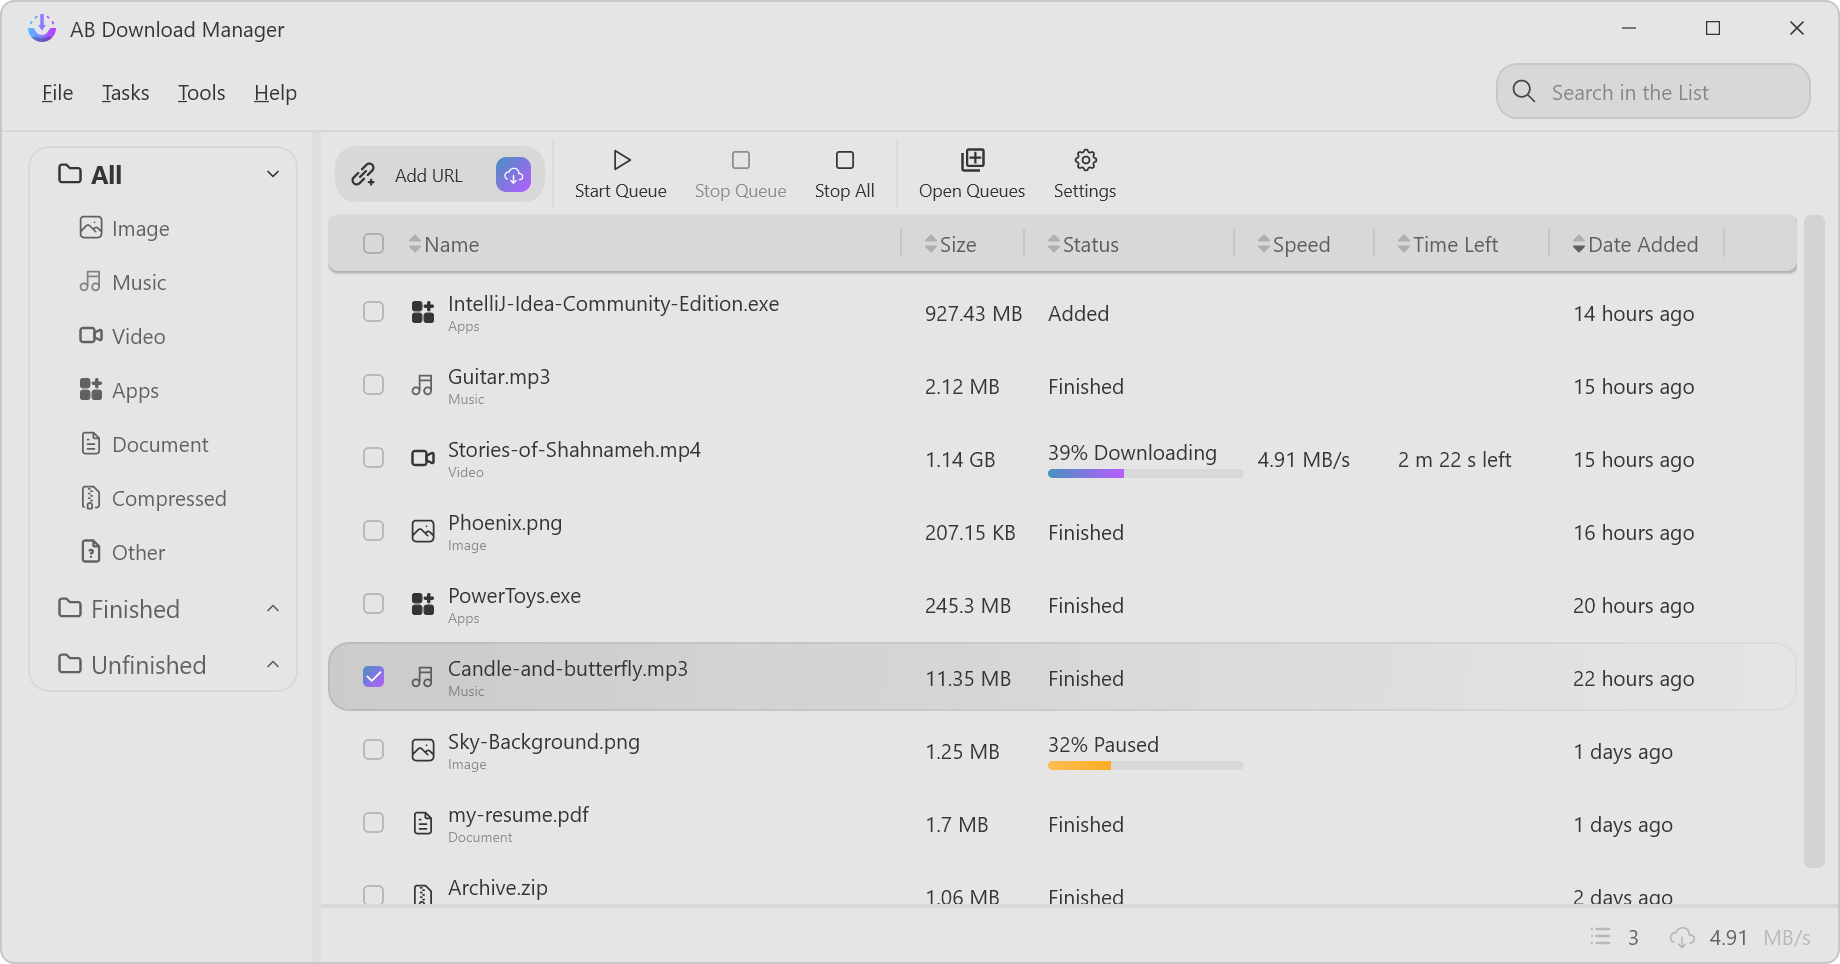 AB Download Manager
File Tasks Tools Help
Search in the List
All
Image
Music
Video
Apps
Document
Compressed
Other
Finished
Unfinished
Add URL
Start Queue
Stop Queue
Stop All
Open Queues
Settings
Name Size Status Speed Time Left Date Added
IntelliJ-Idea-Community-Edition.exe
Apps
927.43 MB Added 14 hours ago
Guitar.mp3
Music
2.12 MB Finished 15 hours ago
Stories-of-Shahnameh.mp4
Video
1.14 GB 39% Downloading 4.91 MB/s 2 m 22 s left 15 hours ago
Phoenix.png
Image
207.15 KB Finished 16 hours ago
PowerToys.exe
Apps
245.3 MB Finished 20 hours ago
Candle-and-butterfly.mp3
Music
11.35 MB Finished 22 hours ago
Sky-Background.png
Image
1.25 MB 32% Paused 1 days ago
my-resume.pdf
Document
1.7 MB Finished 1 days ago
Archive.zip
1.06 MB Finished 2 days ago
3 4.91 MB/s